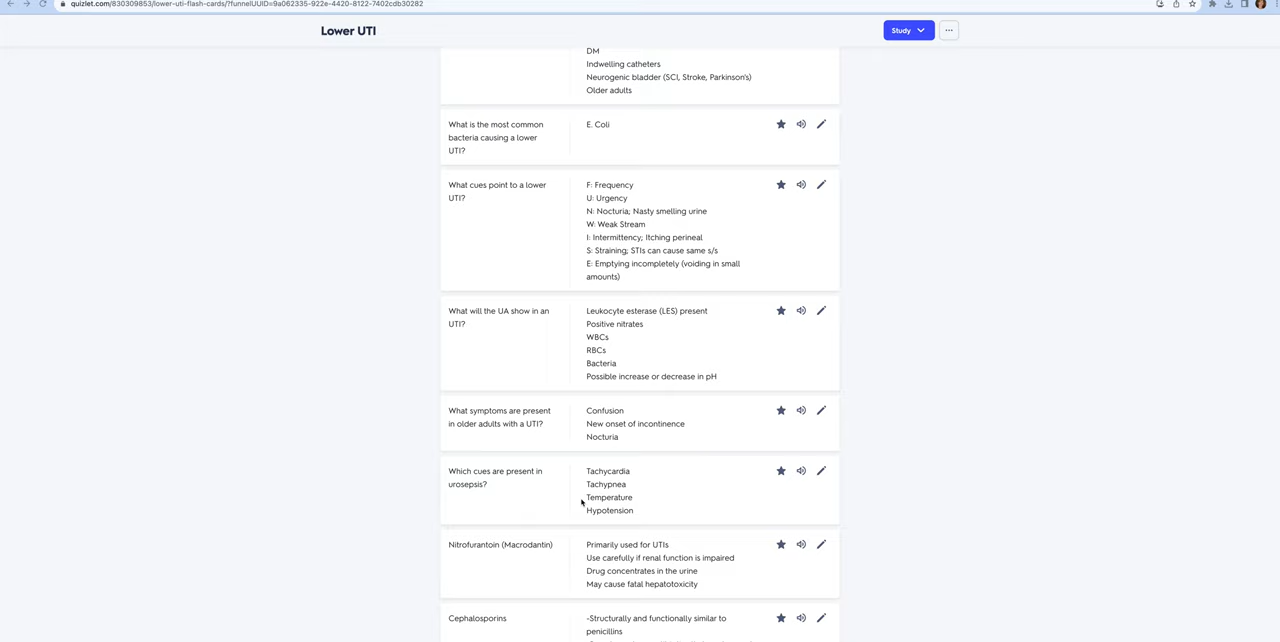 quizlet.com/830309853/lower-uti-flash-cards/?funnelUUID=9a062335-922e-4420-8122-7402cdb30282
Lower UTI
Study
DM
Indwelling catheters
Neurogenic bladder (SCI, Stroke, Parkinson's)
Older adults
What is the most common
bacteria causing a lower
UTI?
E. Coli
What cues point to a lower
UTI?
F: Frequency
U: Urgency
N: Nocturia; Nasty smelling urine
W: Weak Stream
I: Intermittency; Itching perineal
S: Straining; STIs can cause same s/s
E: Emptying incompletely (voiding in small
amounts)
What will the UA show in an
UTI?
Leukocyte esterase (LES) present
Positive nitrates
WBCs
RBCs
Bacteria
Possible increase or decrease in pH
What symptoms are present
in older adults with a UTI?
Confusion
New onset of incontinence
Nocturia
Which cues are present in
urosepsis?
Tachycardia
Tachypnea
Temperature
Hypotension
Nitrofurantoin (Macrodantin)
Primarily used for UTIs
Use carefully if renal function is impaired
Drug concentrates in the urine
May cause fatal hepatotoxicity
Cephalosporins
-Structurally and functionally similar to
penicillins